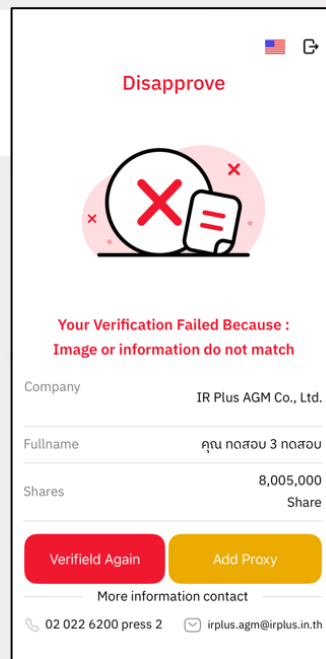 Disapprove
Your Verification Failed Because :
Image or information do not match
Company
IR Plus AGM Co., Ltd.
Fullname
คุณ ทดสอบ 3 ทดสอบ
Shares
8,005,000
Share
Verifield Again
Add Proxy
More information contact
02 022 6200 press 2
irplus.agm@irplus.in.th